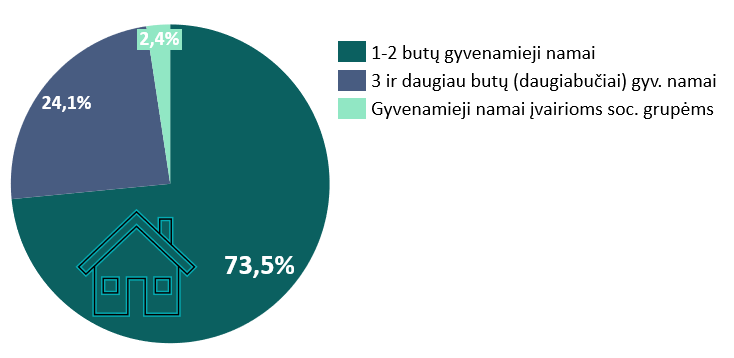 2,4%
24,1%
73,5%
1-2 butų gyvenamieji namai
3 ir daugiau butų (daugiabučiai) gyv. namai
Gyvenamieji namai įvairioms soc. grupėms